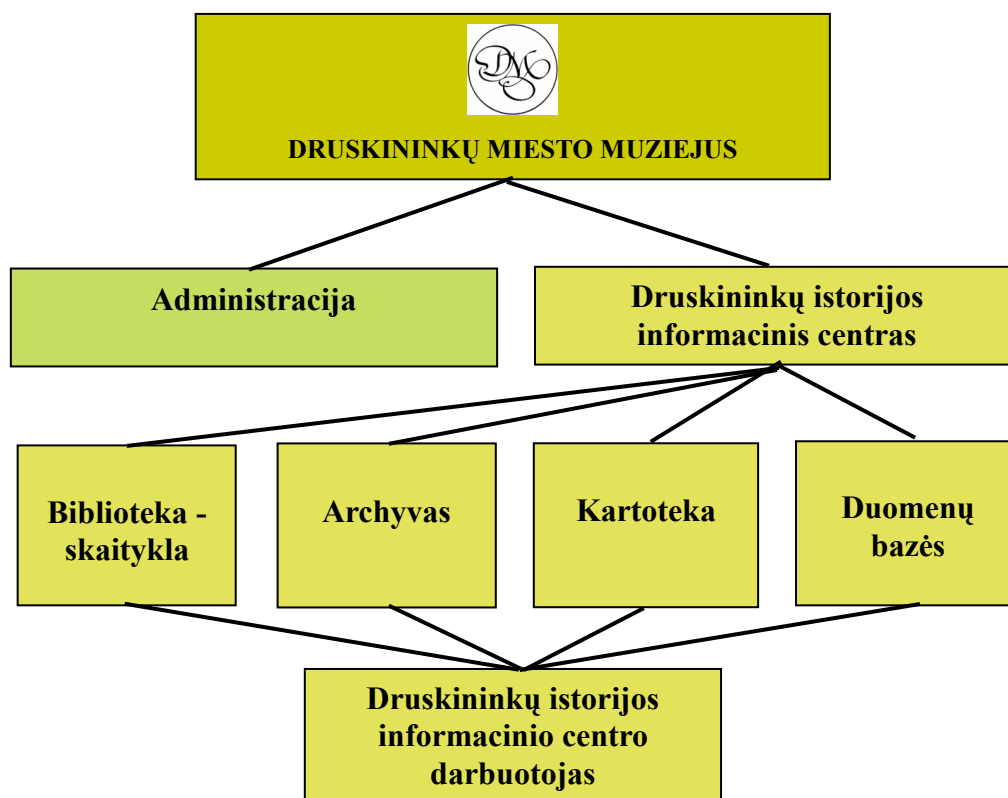 DM
DRUSKININKŲ MIESTO MUZIEJUS
Administracija
Druskininkų istorijos
informacinis centras
Biblioteka -
skaitykla
Archyvas
Kartoteka
Duomenų
bazės
Druskininkų istorijos
informacinio centro
darbuotojas